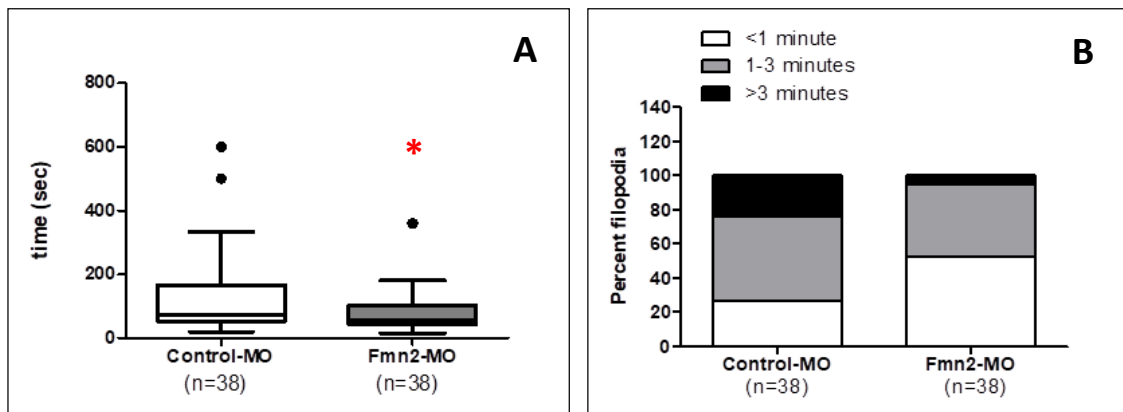 A
800
600
400
200
0
time (sec)
*
Control-MO
(n=38)
Fmn2-MO
(n=38)
B
<1 minute
1-3 minutes
>3 minutes
140
120
100
80
60
40
20
0
Percent filopodia
Control-MO
(n=38)
Fmn2-MO
(n=38)